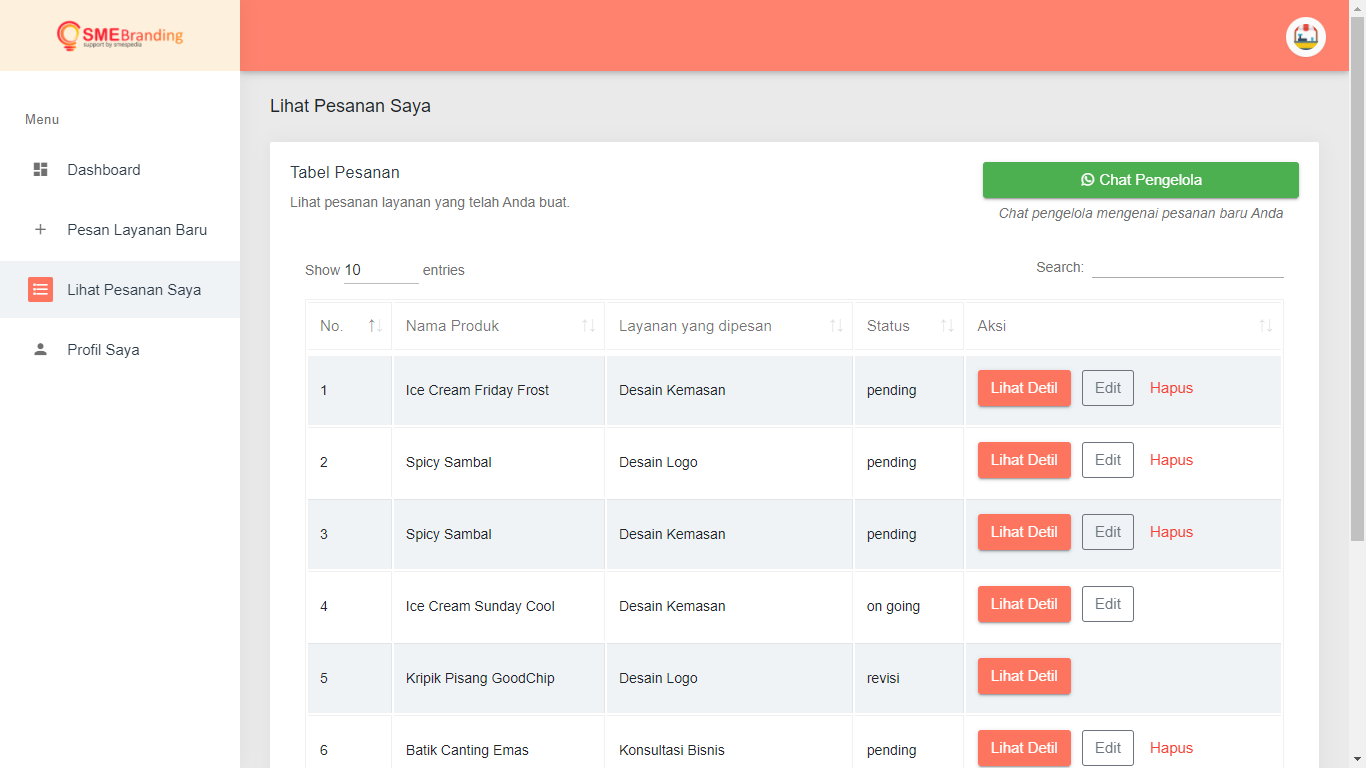 SMEBranding
support by smespedia
Menu
Dashboard
Pesan Layanan Baru
Lihat Pesanan Saya
Profil Saya
Lihat Pesanan Saya
Tabel Pesanan
Lihat pesanan layanan yang telah Anda buat.
Chat Pengelola
Chat pengelola mengenai pesanan baru Anda
Show 10 entries
Search:
No. Nama Produk Layanan yang dipesan Status Aksi
1 Ice Cream Friday Frost Desain Kemasan pending Lihat Detil Edit Hapus
2 Spicy Sambal Desain Logo pending Lihat Detil Edit Hapus
3 Spicy Sambal Desain Kemasan pending Lihat Detil Edit Hapus
4 Ice Cream Sunday Cool Desain Kemasan on going Lihat Detil Edit
5 Kripik Pisang GoodChip Desain Logo revisi Lihat Detil
6 Batik Canting Emas Konsultasi Bisnis pending Lihat Detil Edit Hapus